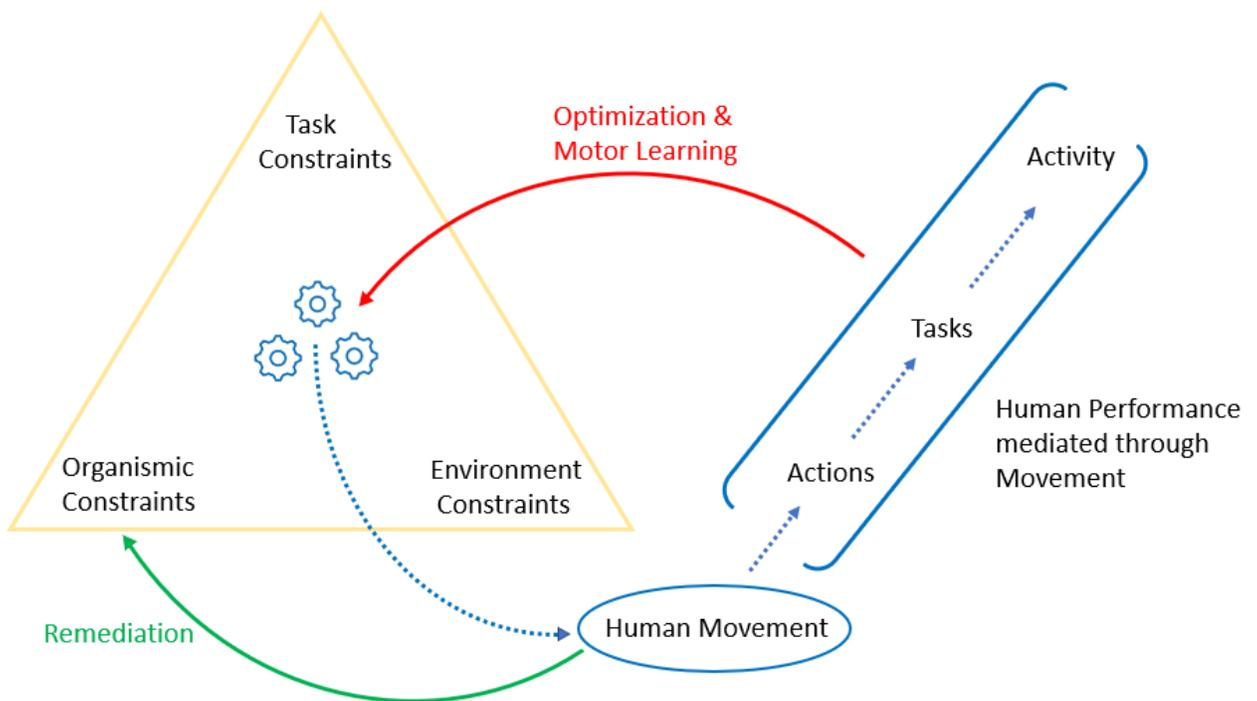 Task
Constraints
Optimization &
Motor Learning
Activity
Tasks
Human Performance
mediated through
Movement
Organismic
Constraints
Environment
Constraints
Actions
Remediation
Human Movement